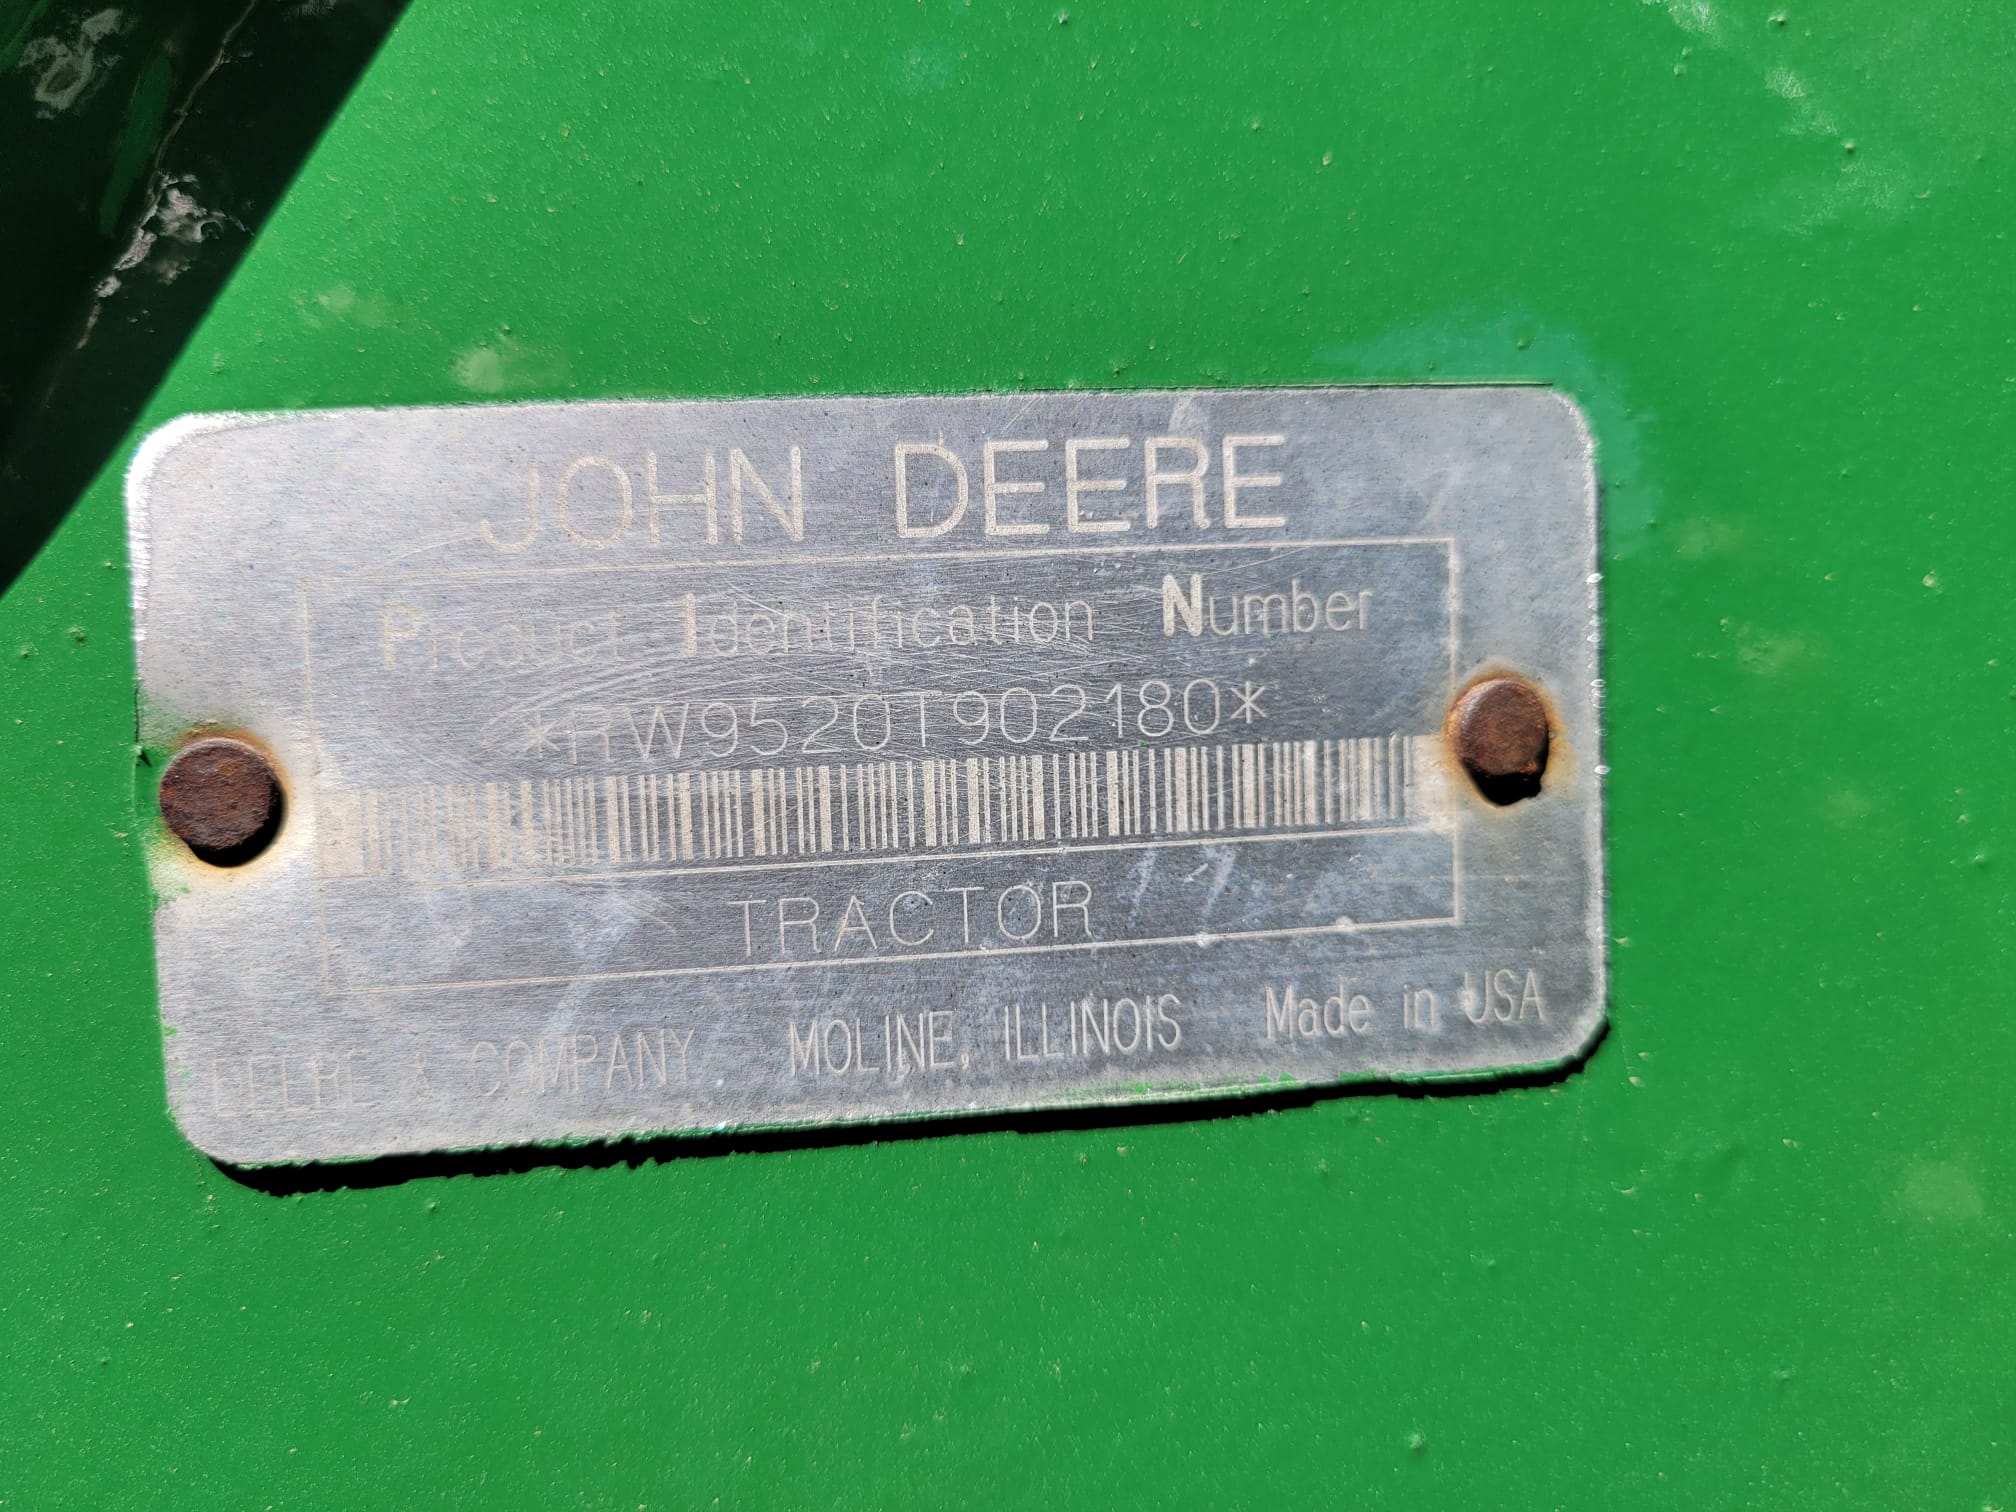 JOHN DEERE
Product Identification Number
*RW9520T902180*
TRACTOR
DEERE & COMPANY MOLINE, ILLINOIS Made in USA